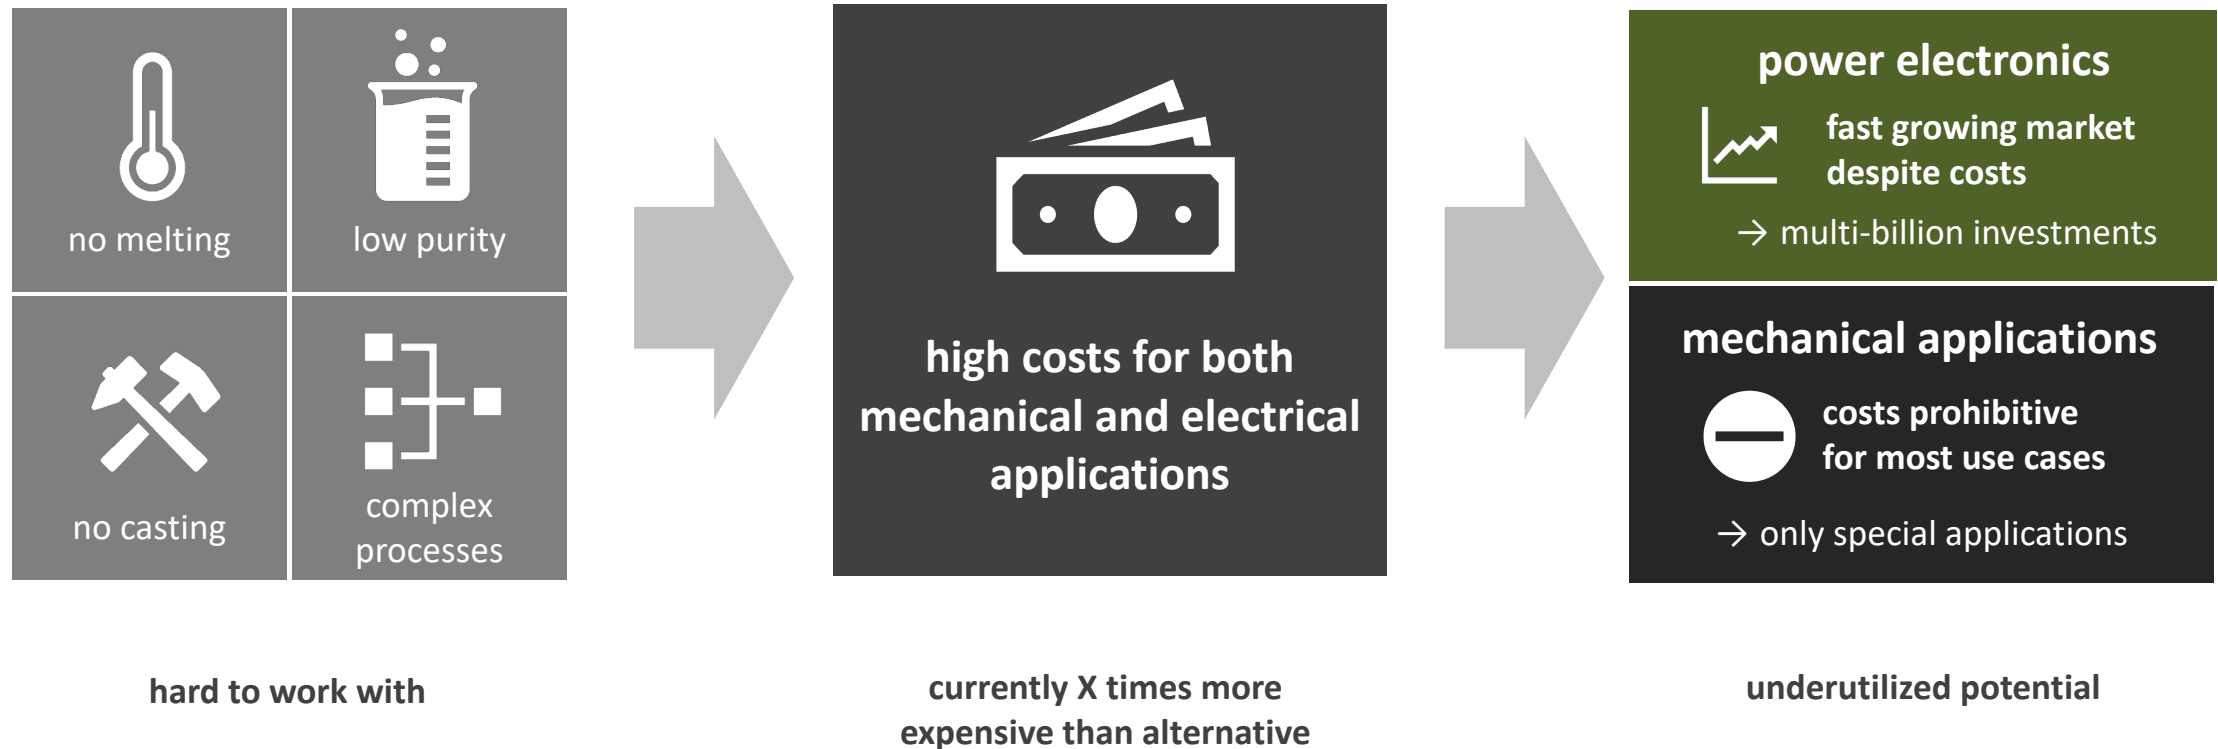 no melting
low purity
no casting
complex
processes
hard to work with
high costs for both
mechanical and electrical
applications
currently X times more
expensive than alternative
power electronics
fast growing market
despite costs
→ multi-billion investments
mechanical applications
costs prohibitive
for most use cases
→ only special applications
underutilized potential